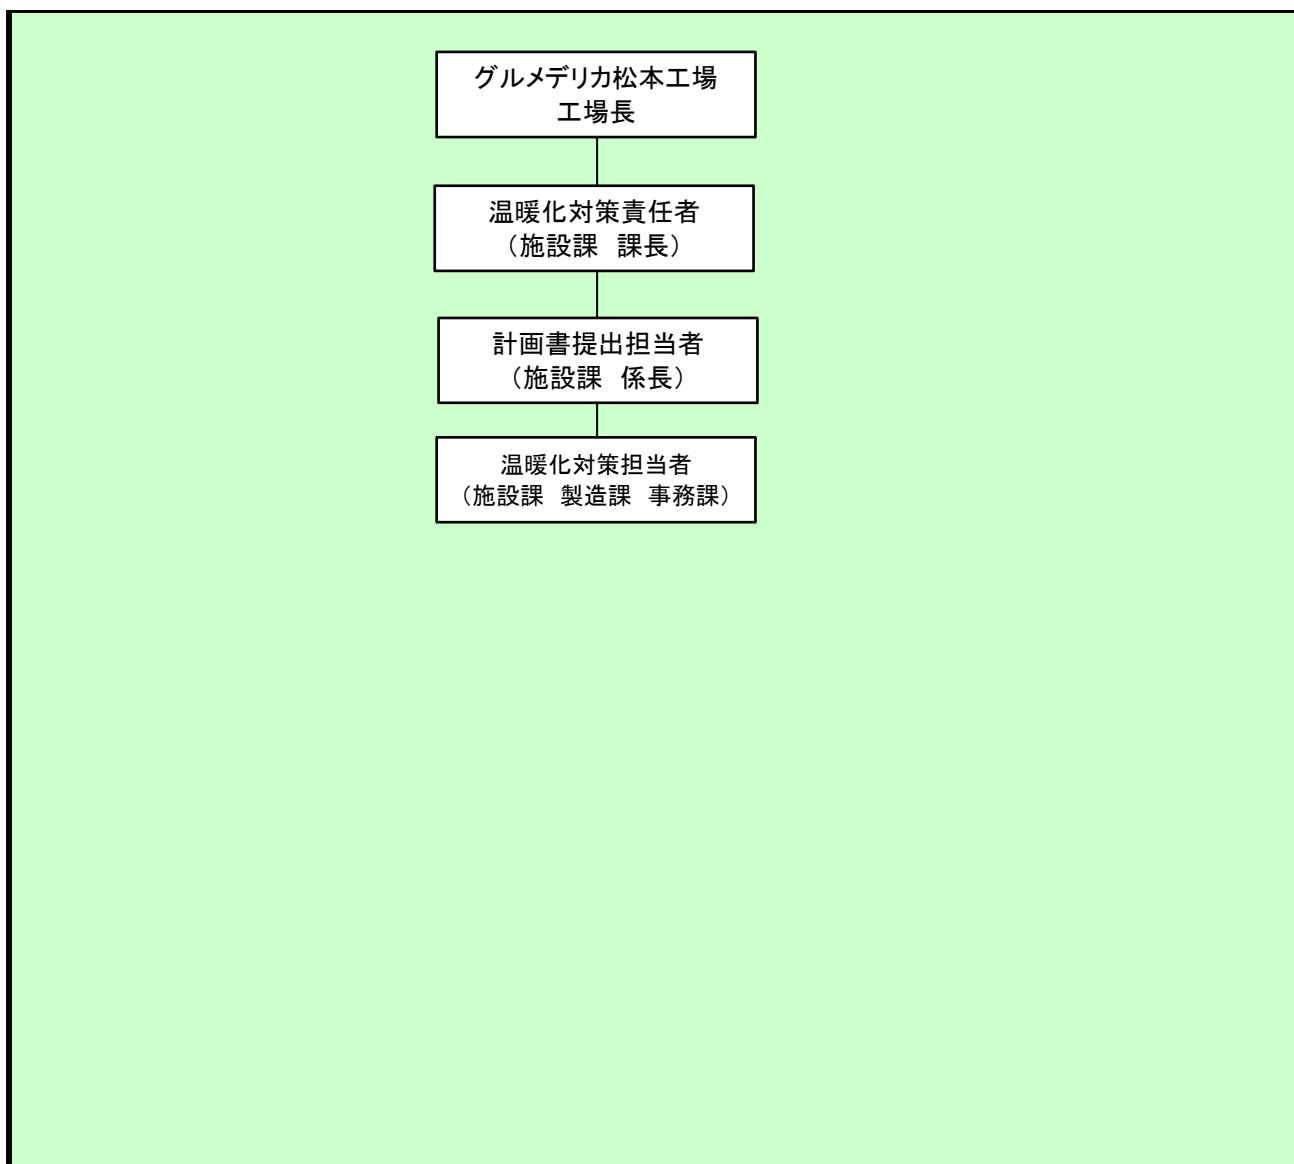 グルメデリカ松本工場
工場長
温暖化対策責任者
（施設課　課長）
計画書提出担当者
（施設課　係長）
温暖化対策担当者
（施設課　製造課　事務課）